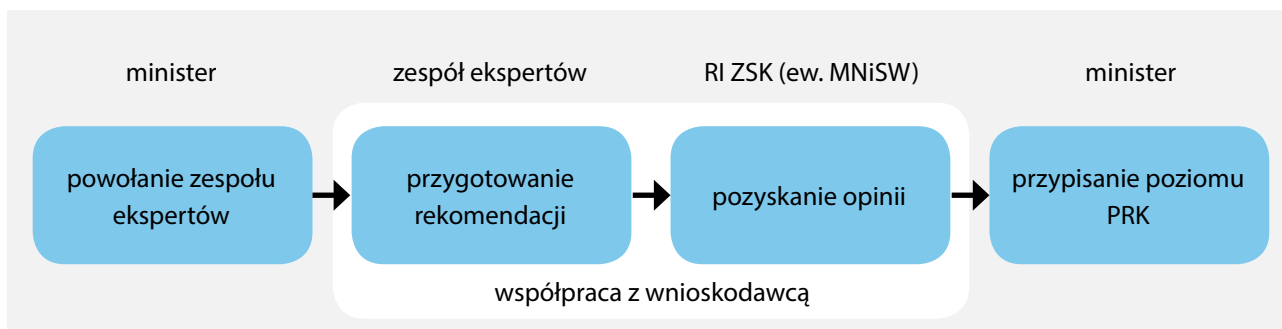 minister
zespół ekspertów
RI ZSK (ew. MNiSW)
minister
powołanie zespołu
ekspertów
przygotowanie
rekomendacji
pozyskanie opinii
przypisanie poziomu
PRK
współpraca z wnioskodawcą